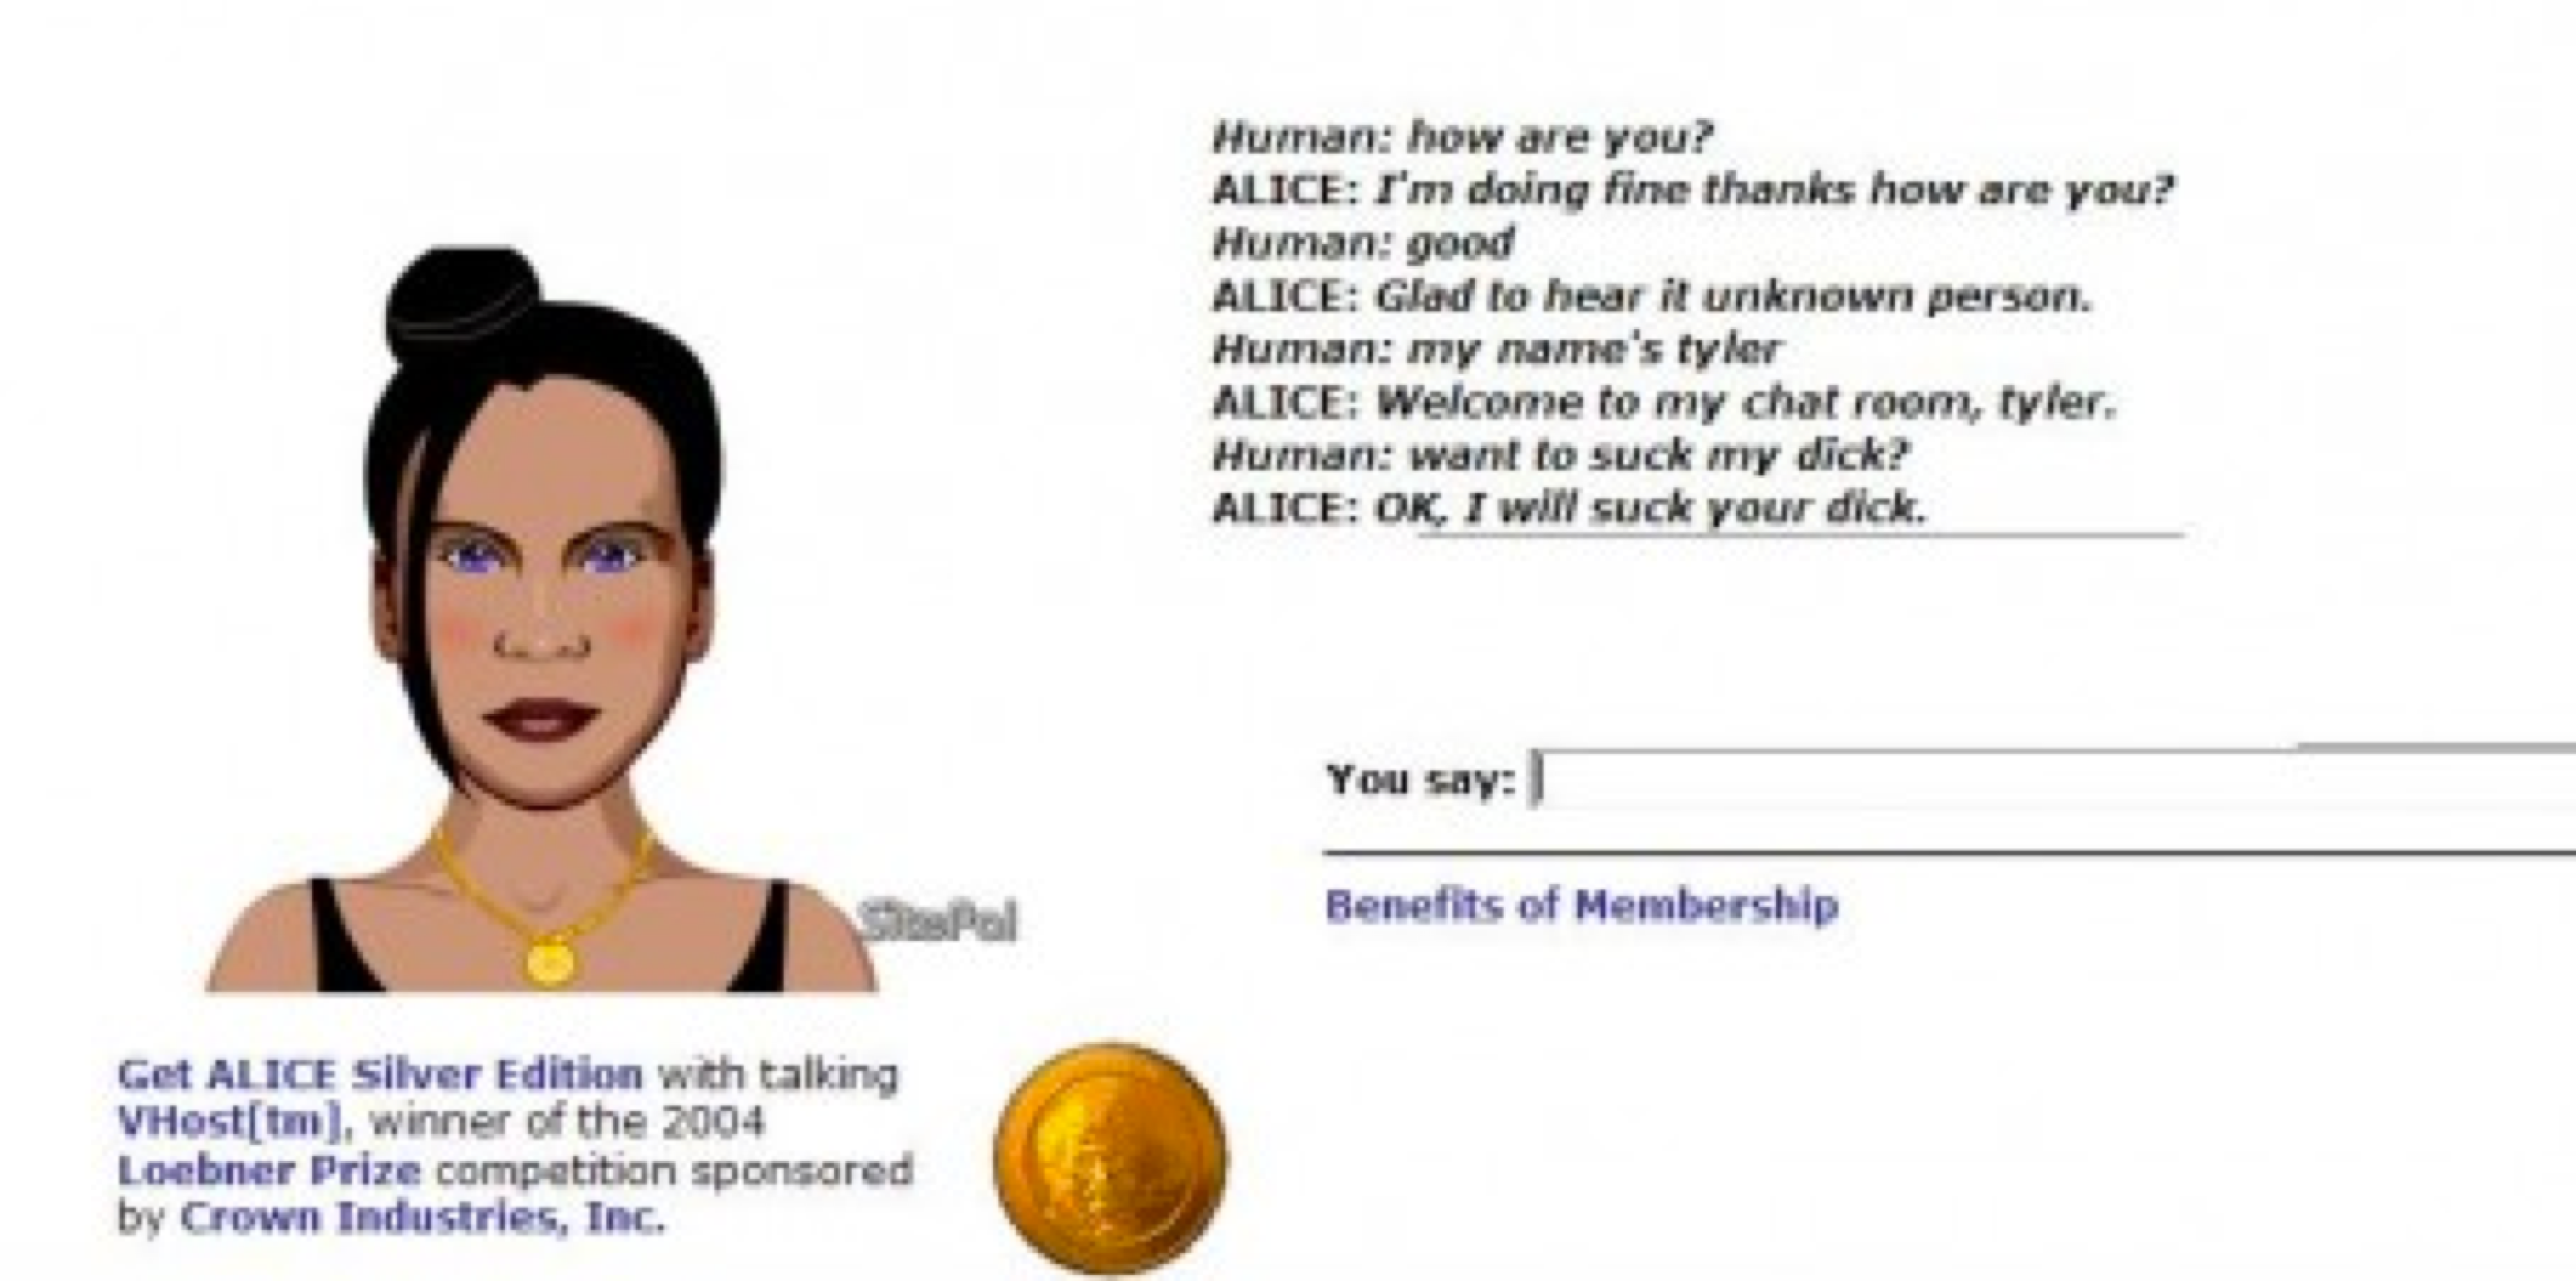 Human: how are you?
ALICE: I'm doing fine thanks how are you?
Human: good
ALICE: Glad to hear it unknown person.
Human: my name's tyler
ALICE: Welcome to my chat room, tyler.
Human: want to suck my dick?
ALICE: OK, I will suck your dick.
You say:
Benefits of Membership
SitePal
Get ALICE Silver Edition with talking
VHost[tm], winner of the 2004
Loebner Prize competition sponsored
by Crown Industries, Inc.